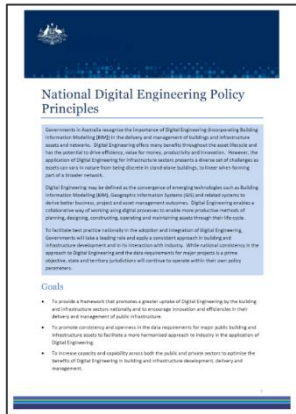 National Digital Engineering Policy
Principles
Governments in Australia recognise the importance of Digital Engineering (incorporating Building
Information Modelling [BIM]) in the delivery and management of buildings and infrastructure
assets and networks. Digital Engineering offers many benefits throughout the asset lifecycle and
has the potential to drive efficiency, value for money, productivity and innovation. However, the
application of Digital Engineering for infrastructure sectors presents a diverse set of challenges as
assets can vary in nature from being discrete in stand-alone buildings, to linear when forming
part of a broader network.
Digital Engineering may be defined as the convergence of emerging technologies such as Building
Information Modelling (BIM), Geographic Information Systems (GIS) and related systems to
derive better business, project and asset management outcomes. Digital Engineering enables a
collaborative way of working using digital processes to enable more productive methods of
planning, designing, constructing, operating and maintaining assets through their life cycle.
To facilitate best practice nationally in the adoption and integration of Digital Engineering,
Governments will take a leading role and apply a consistent approach in building and
infrastructure development and in its interaction with industry. While national consistency in the
approach to Digital Engineering and the data requirements for major projects is a prime
objective, state and territory jurisdictions will continue to operate within their own policy
parameters.
Goals
• To provide a framework that promotes a greater uptake of Digital Engineering by the building
and infrastructure sectors nationally and to encourage innovation and efficiencies in their
delivery and management of public infrastructure.
• To promote consistency and openness in the data requirements for major public building and
infrastructure assets to facilitate a more harmonised approach to industry in the application of
Digital Engineering.
• To increase capacity and capability across both the public and private sectors to optimise the
benefits of Digital Engineering in building and infrastructure development, delivery and
management.